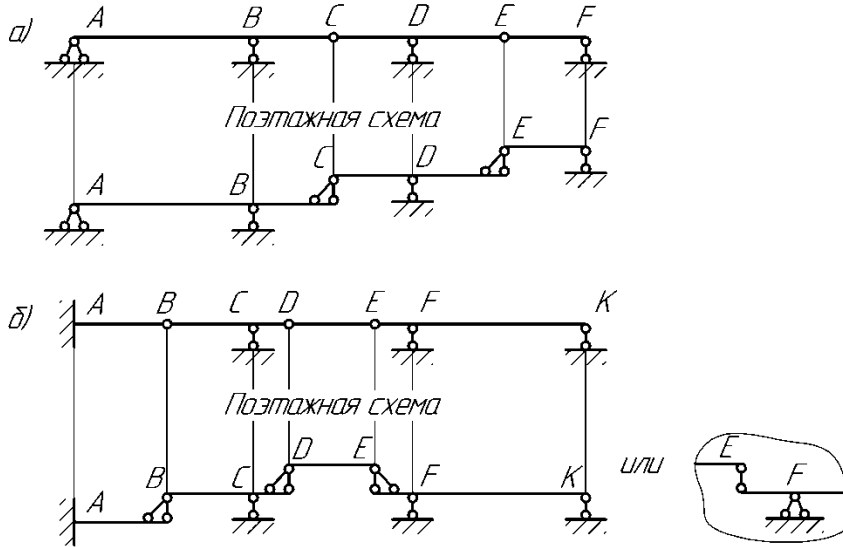 а)
A B C D E F
Поэтажная схема
A B C D E F
б)
A B C D E F K
Поэтажная схема
A B C D E F K
или
E F